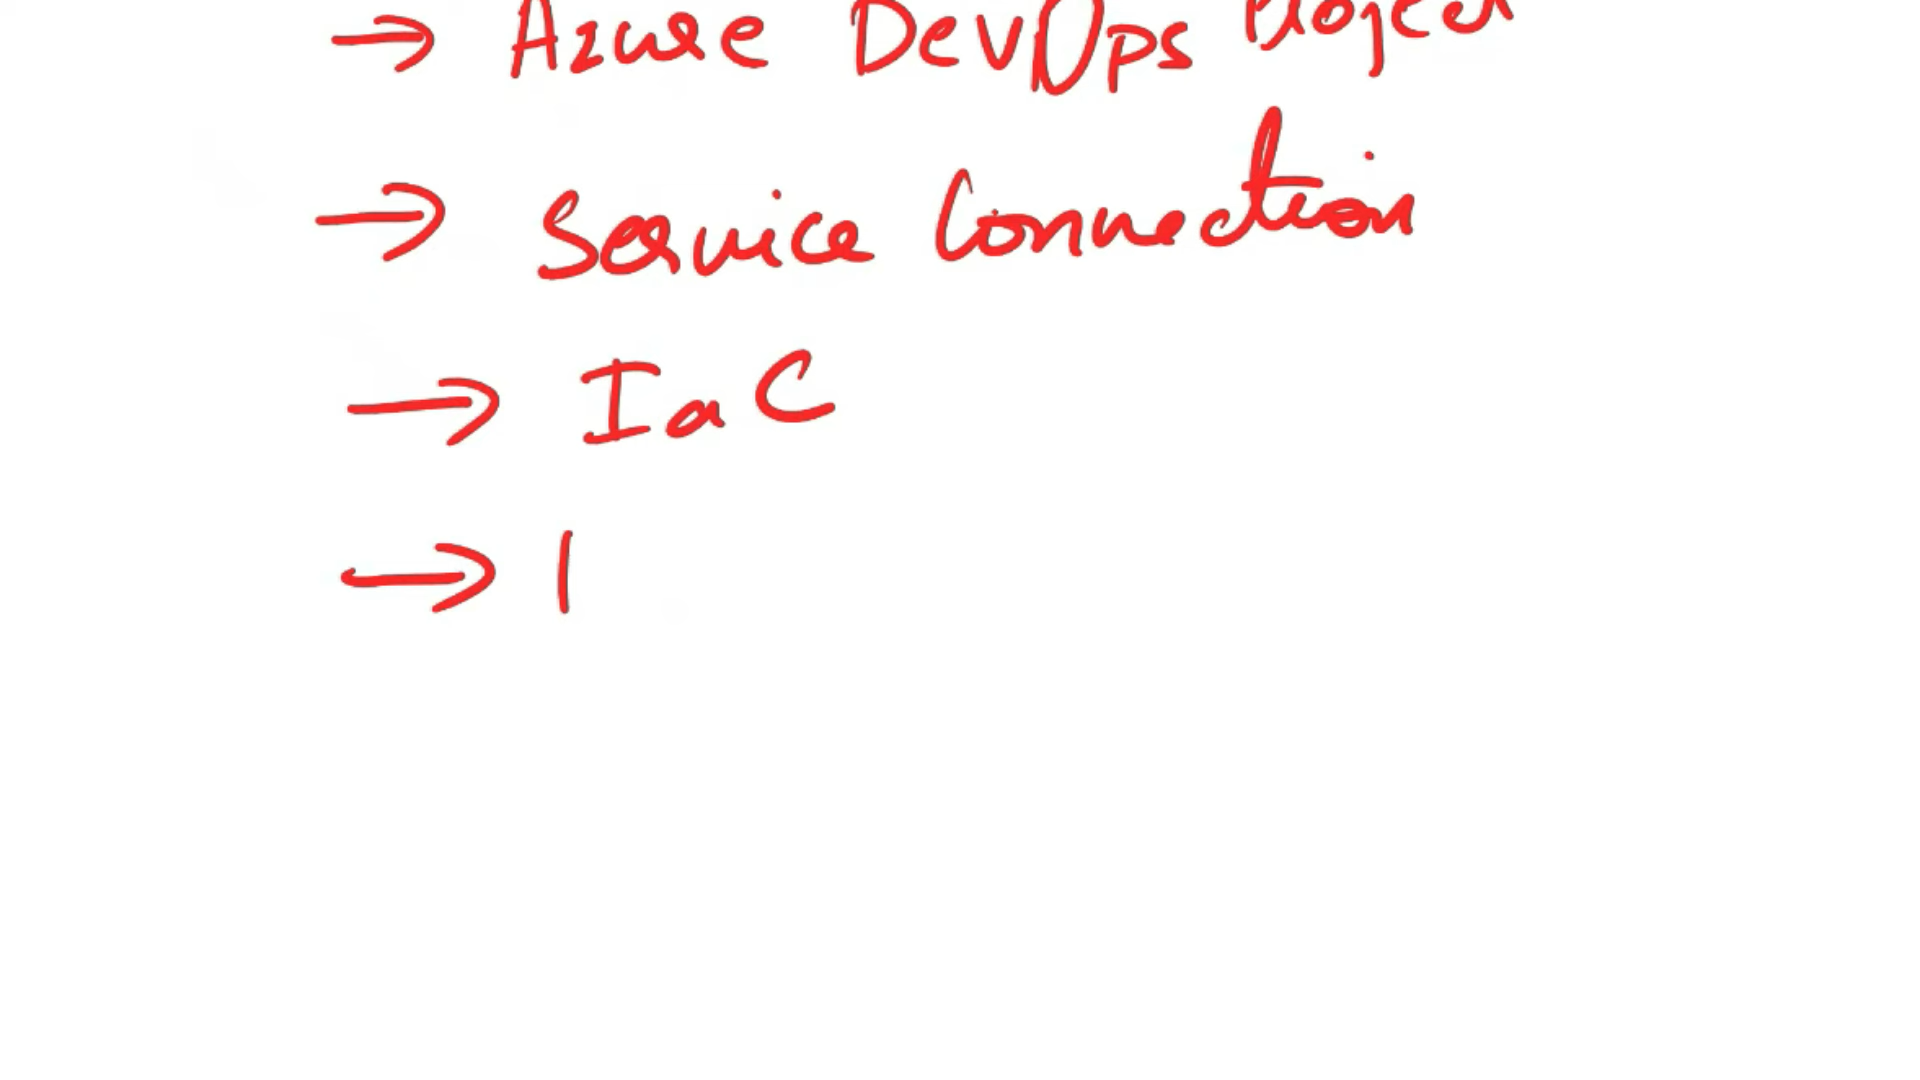 → Azure DevOps Project
→ Service Connection
→ IaC
→ |